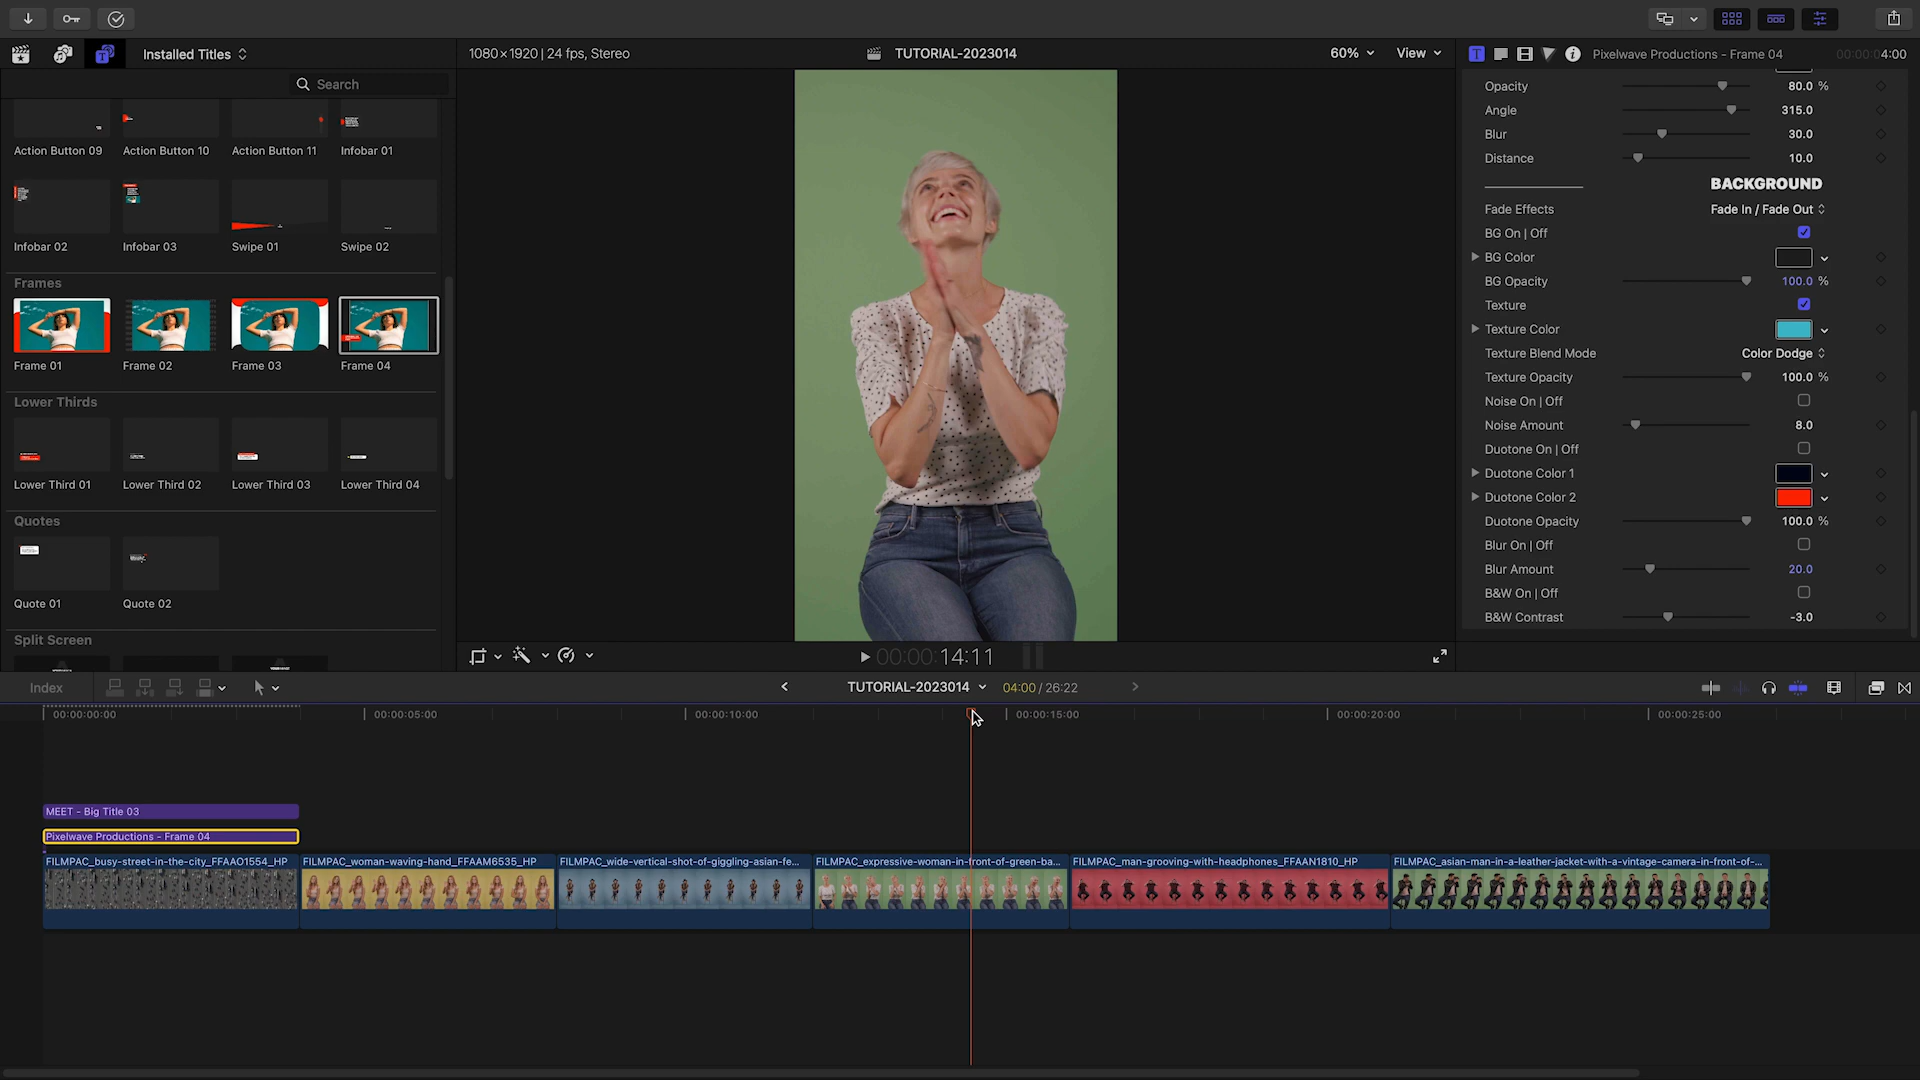 Installed Titles
1080×1920 | 24 fps, Stereo
TUTORIAL-2023014
60%
View
T
Pixelwave Productions - Frame 04
00:00:04:00
Search
Action Button 09
Action Button 10
Action Button 11
Infobar 01
Infobar 02
Infobar 03
Swipe 01
Swipe 02
Frames
Frame 01
Frame 02
Frame 03
Frame 04
Lower Thirds
Lower Third 01
Lower Third 02
Lower Third 03
Lower Third 04
Quotes
Quote 01
Quote 02
Split Screen
Opacity 80.0 %
Angle 315.0
Blur 30.0
Distance 10.0
BACKGROUND
Fade Effects Fade In / Fade Out
BG On | Off
BG Color
BG Opacity 100.0 %
Texture
Texture Color
Texture Blend Mode Color Dodge
Texture Opacity 100.0 %
Noise On | Off
Noise Amount 8.0
Duotone On | Off
Duotone Color 1
Duotone Color 2
Duotone Opacity 100.0 %
Blur On | Off
Blur Amount 20.0
B&W On | Off
B&W Contrast -3.0
00:00:14:11
Index
TUTORIAL-2023014
04:00 / 26:22
00:00:00:00
00:00:05:00
00:00:10:00
00:00:15:00
00:00:20:00
00:00:25:00
MEET - Big Title 03
Pixelwave Productions - Frame 04
FILMPAC_busy-street-in-the-city_FFAAO1554_HP
FILMPAC_woman-waving-hand_FFAAM6535_HP
FILMPAC_wide-vertical-shot-of-giggling-asian-fe...
FILMPAC_expressive-woman-in-front-of-green-ba...
FILMPAC_man-grooving-with-headphones_FFAAN1810_HP
FILMPAC_asian-man-in-a-leather-jacket-with-a-vintage-camera-in-front-of-...